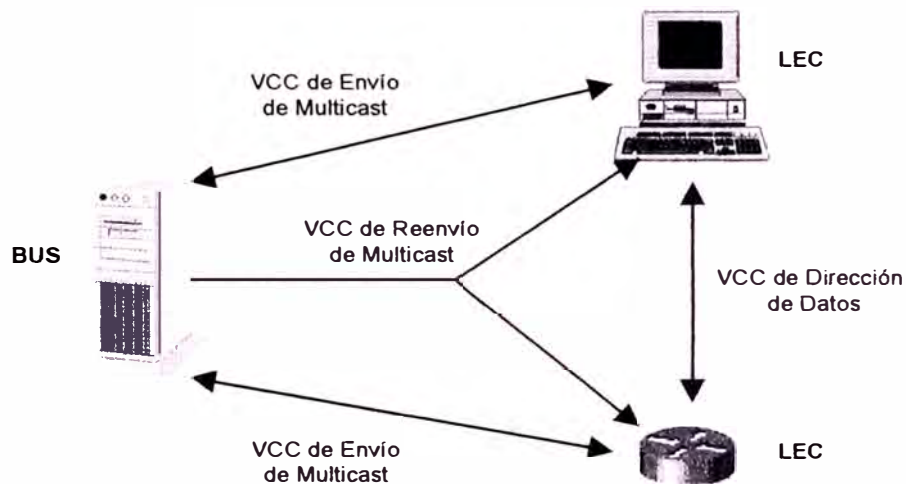 LEC
VCC de Envío
de Multicast
VCC de Reenvío
de Multicast
BUS
VCC de Dirección
de Datos
VCC de Envío
de Multicast
LEC